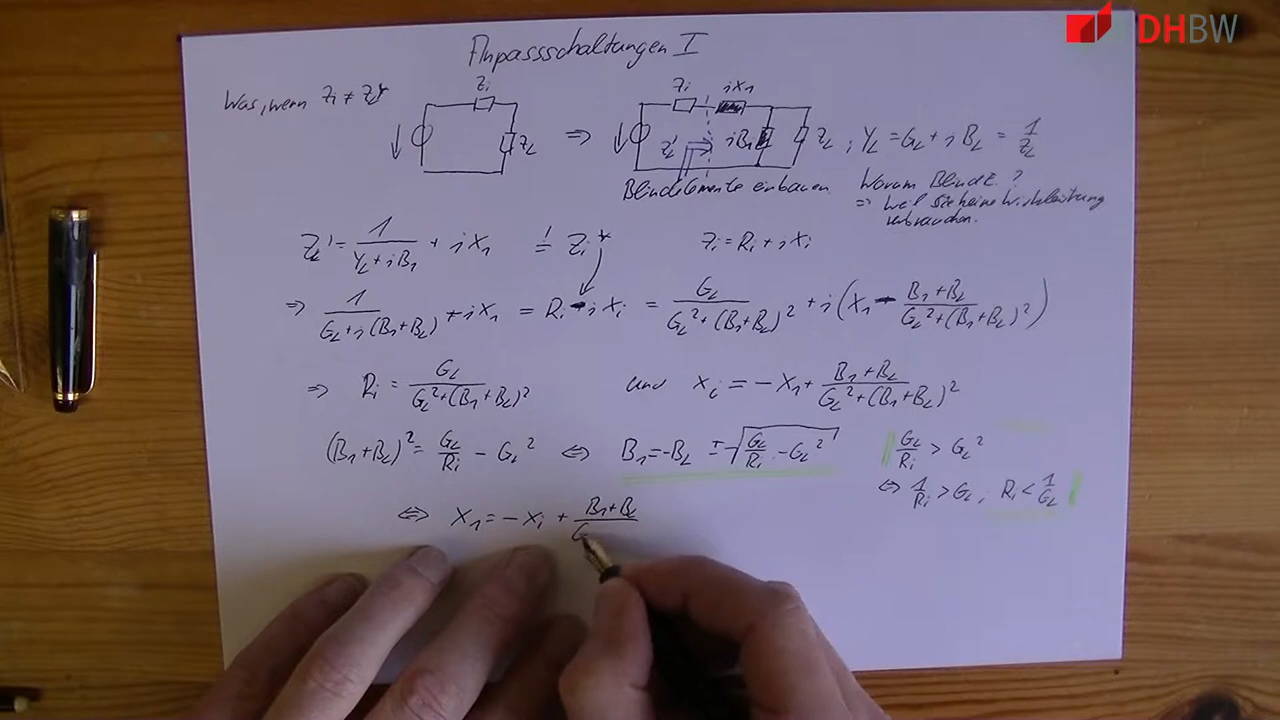 DHBW
Anpassschaltungen I
Was, wenn Zi ≠ ZL*
Zi
ZL
⇒
Zi
jX1
ZL'
jB1
ZL ; YL = GL + jBL = 1/ZL
Blindelemente einbauen
Warum Blinde. ?
⇒ Weil sie keine Wirkleistung
verbrauchen.
ZL' = 1/(YL + jB1) + jX1 =! Zi*
Zi = Ri + jXi
⇒ 1/(GL + j(B1+BL)) + jX1 = Ri - jXi = GL/(GL² + (B1+BL)²) + j(X1 - (B1+BL)/(GL² + (B1+BL)²))
⇒ Ri = GL/(GL² + (B1+BL)²) und Xi = -X1 + (B1+BL)/(GL² + (B1+BL)²)
(B1+BL)² = GL/Ri - GL² ⇔ B1 = -BL ± √(GL/Ri - GL²)
GL/Ri > GL²
⇔ 1/Ri > GL ; Ri < 1/GL
⇔ X1 = -Xi + (B1+BL)/G